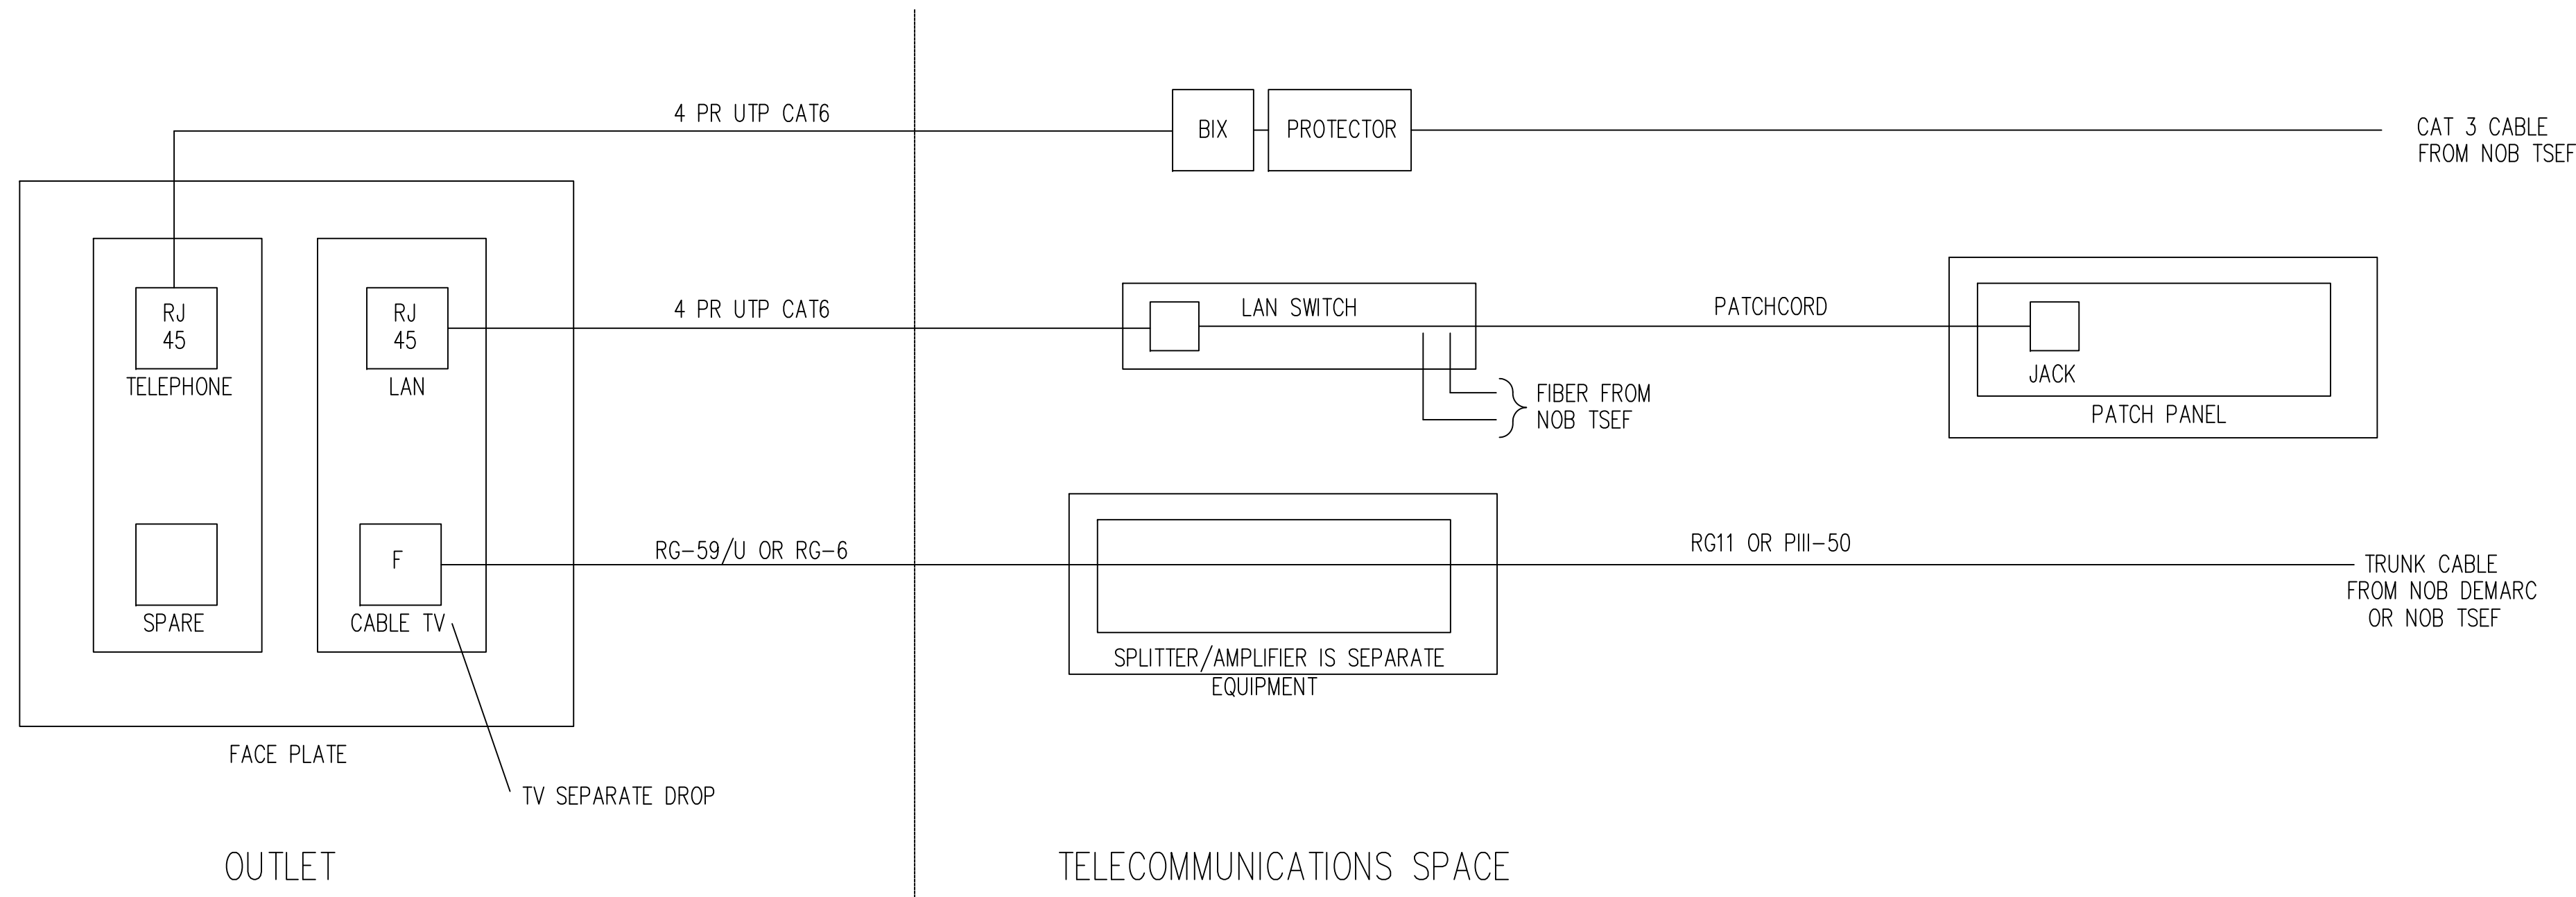 4 PR UTP CAT6
BIX
PROTECTOR
CAT 3 CABLE
FROM NOB TSEF
RJ
45
TELEPHONE
RJ
45
LAN
4 PR UTP CAT6
LAN SWITCH
PATCHCORD
JACK
PATCH PANEL
FIBER FROM
NOB TSEF
SPARE
F
CABLE TV
RG-59/U OR RG-6
RG11 OR PIII-50
TRUNK CABLE
FROM NOB DEMARC
OR NOB TSEF
SPLITTER/AMPLIFIER IS SEPARATE
EQUIPMENT
FACE PLATE
TV SEPARATE DROP
OUTLET
TELECOMMUNICATIONS SPACE